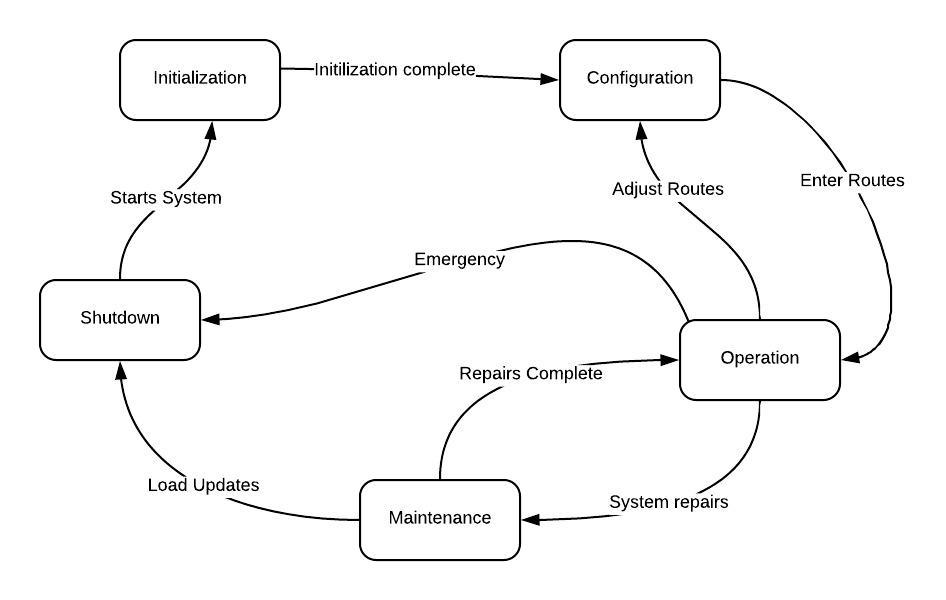 Initialization
Initilization complete
Configuration
Starts System
Adjust Routes
Enter Routes
Emergency
Shutdown
Operation
Repairs Complete
Load Updates
Maintenance
System repairs